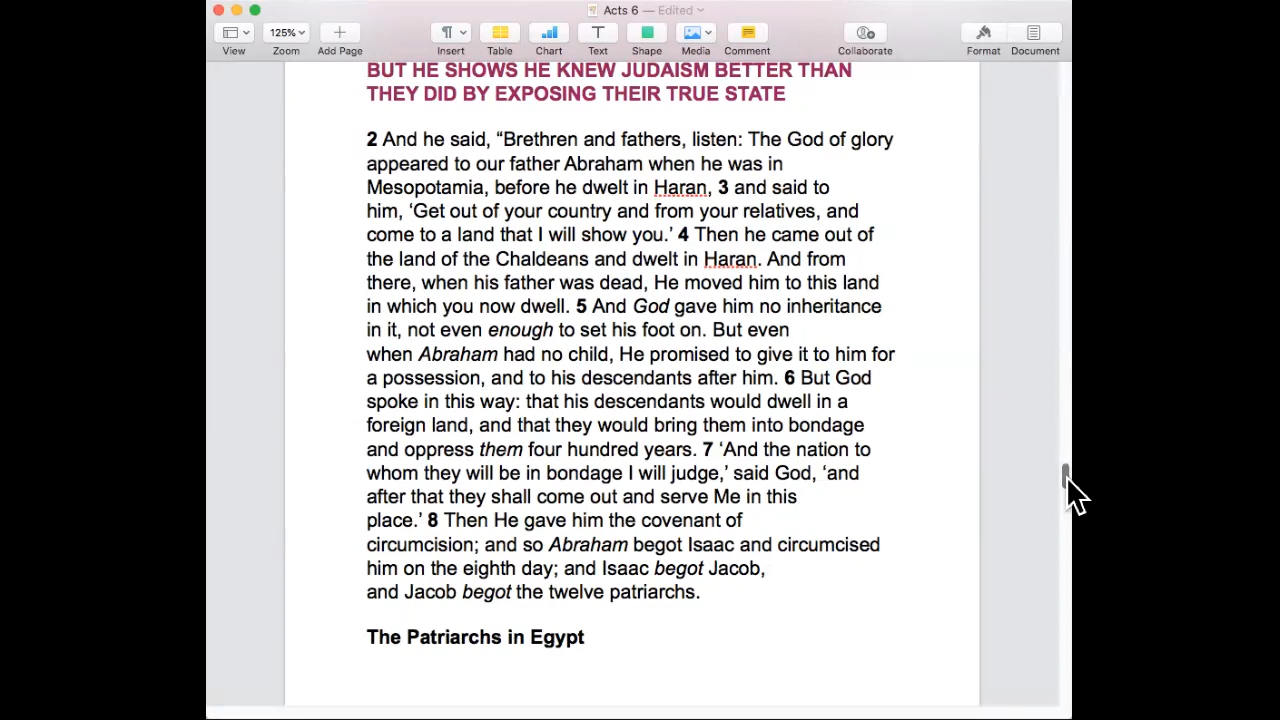 Acts 6 — Edited
125%
View Zoom Add Page Insert Table Chart Text Shape Media Comment Collaborate Format Document
BUT HE SHOWS HE KNEW JUDAISM BETTER THAN
THEY DID BY EXPOSING THEIR TRUE STATE
2 And he said, “Brethren and fathers, listen: The God of glory
appeared to our father Abraham when he was in
Mesopotamia, before he dwelt in Haran, 3 and said to
him, ‘Get out of your country and from your relatives, and
come to a land that I will show you.’ 4 Then he came out of
the land of the Chaldeans and dwelt in Haran. And from
there, when his father was dead, He moved him to this land
in which you now dwell. 5 And God gave him no inheritance
in it, not even enough to set his foot on. But even
when Abraham had no child, He promised to give it to him for
a possession, and to his descendants after him. 6 But God
spoke in this way: that his descendants would dwell in a
foreign land, and that they would bring them into bondage
and oppress them four hundred years. 7 ‘And the nation to
whom they will be in bondage I will judge,’ said God, ‘and
after that they shall come out and serve Me in this
place.’ 8 Then He gave him the covenant of
circumcision; and so Abraham begot Isaac and circumcised
him on the eighth day; and Isaac begot Jacob,
and Jacob begot the twelve patriarchs.
The Patriarchs in Egypt